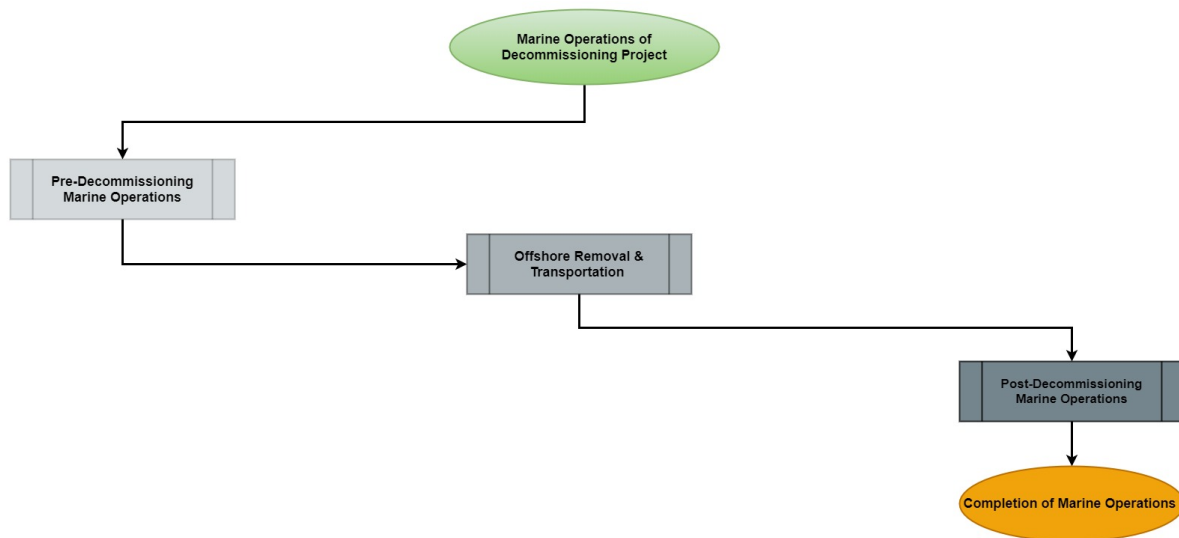 Marine Operations of
Decommissioning Project
Pre-Decommissioning
Marine Operations
Offshore Removal &
Transportation
Post-Decommissioning
Marine Operations
Completion of Marine Operations